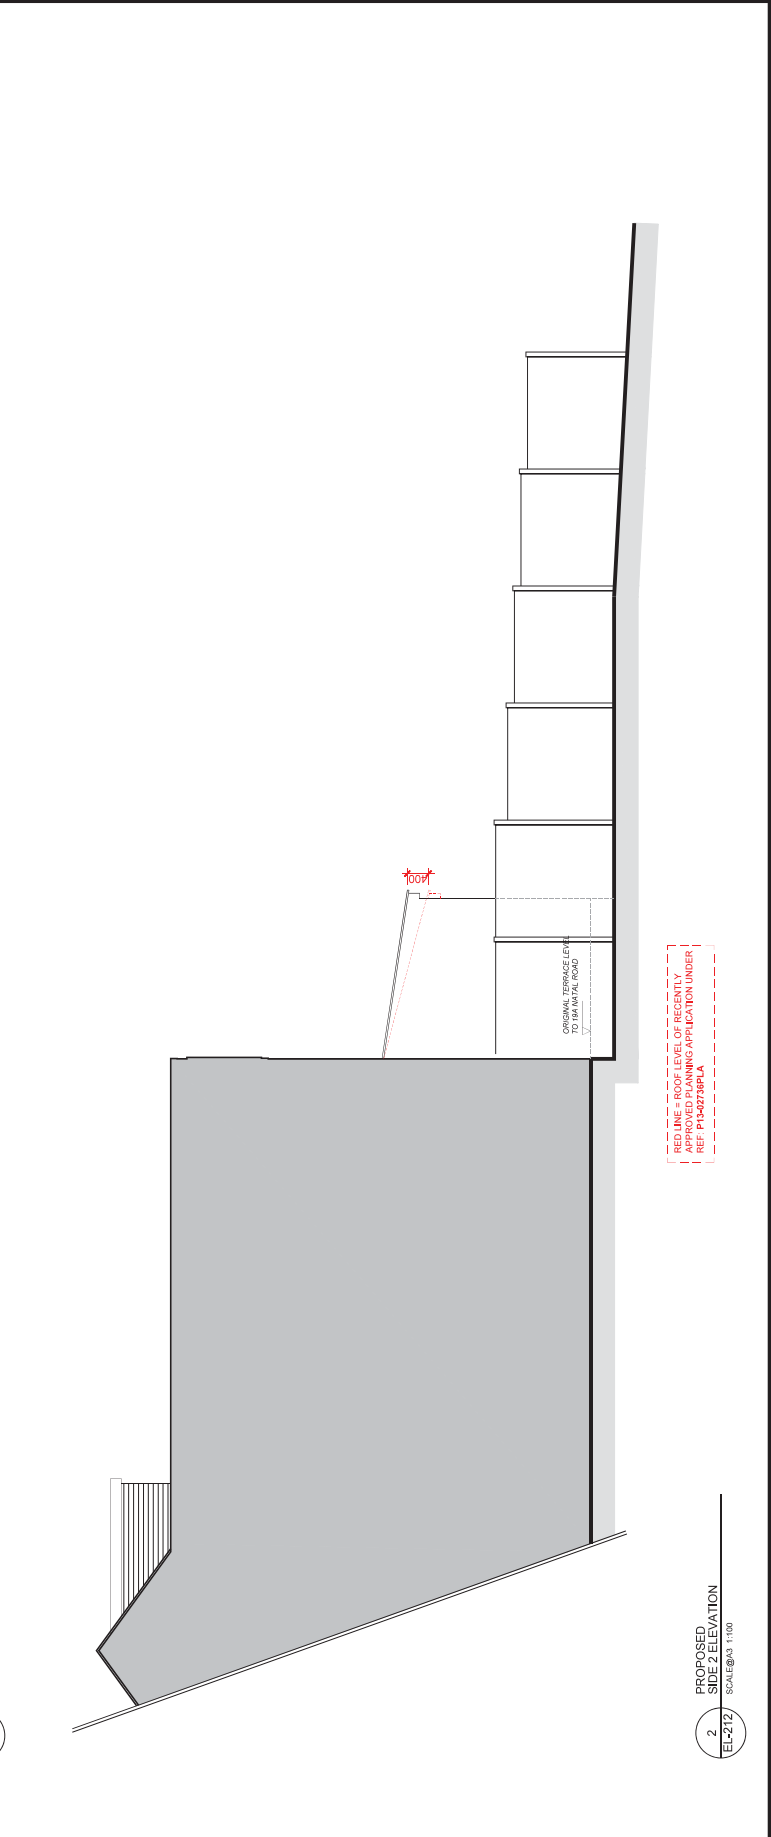 400
ORIGINAL TERRACE LEVEL
TO 19A NATAL ROAD
RED LINE = ROOF LEVEL OF RECENTLY
APPROVED PLANNING APPLICATION UNDER
REF: P13-02736PLA
2
EL-212
PROPOSED
SIDE 2 ELEVATION
SCALE@A3 1:100